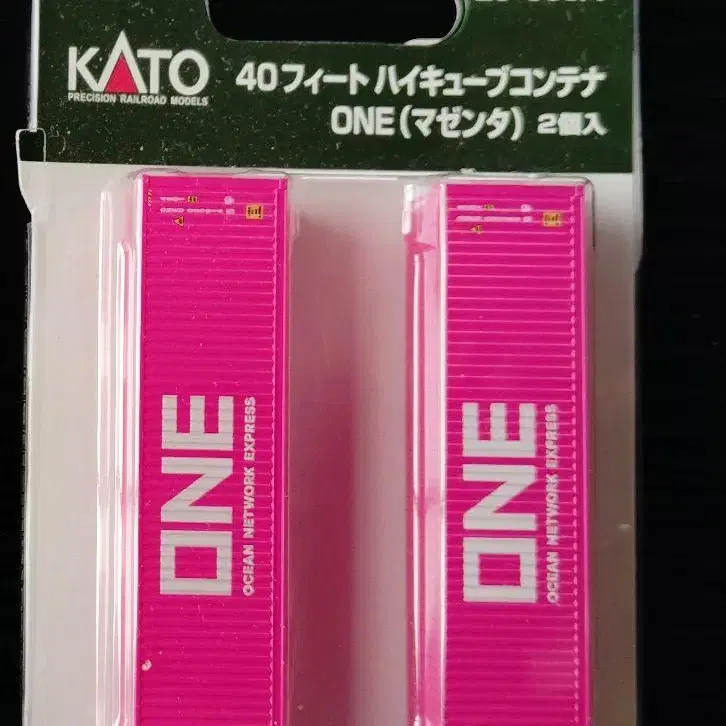 KATO
PRECISION RAILROAD MODELS
40フィート ハイキューブコンテナ
ONE(マゼンタ) 2個入
ONE
OCEAN NETWORK EXPRESS
ONE
OCEAN NETWORK EXPRESS